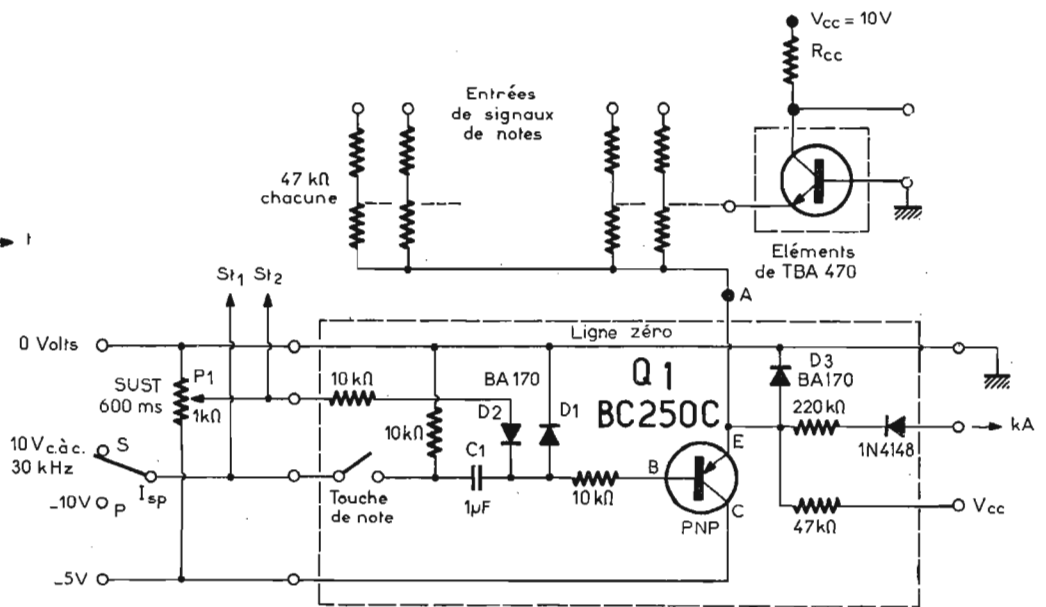 Vcc = 10V
Rcc
Entrées
de signaux
de notes
47 kΩ
chacune
t
Eléments
de TBA 470
St1 St2
A
Ligne zéro
0 Volts
SUST
600 ms
P1
1kΩ
10kΩ
BA170
D2
D1
Q1
BC250C
D3
BA170
220kΩ
1N4148
kA
10kΩ
C1
1µF
10V c.à c.
30 kHz
S
Isp
_10V
P
Touche
de note
10kΩ
B
E
C
PNP
47kΩ
Vcc
_5V